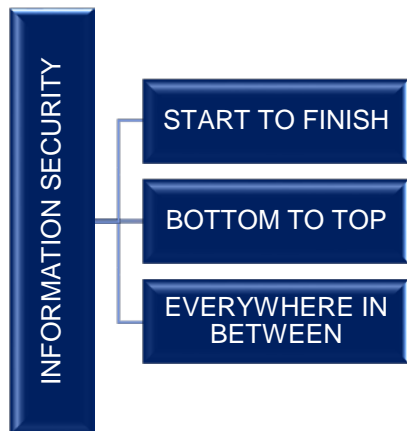 INFORMATION SECURITY
START TO FINISH
BOTTOM TO TOP
EVERYWHERE IN
BETWEEN